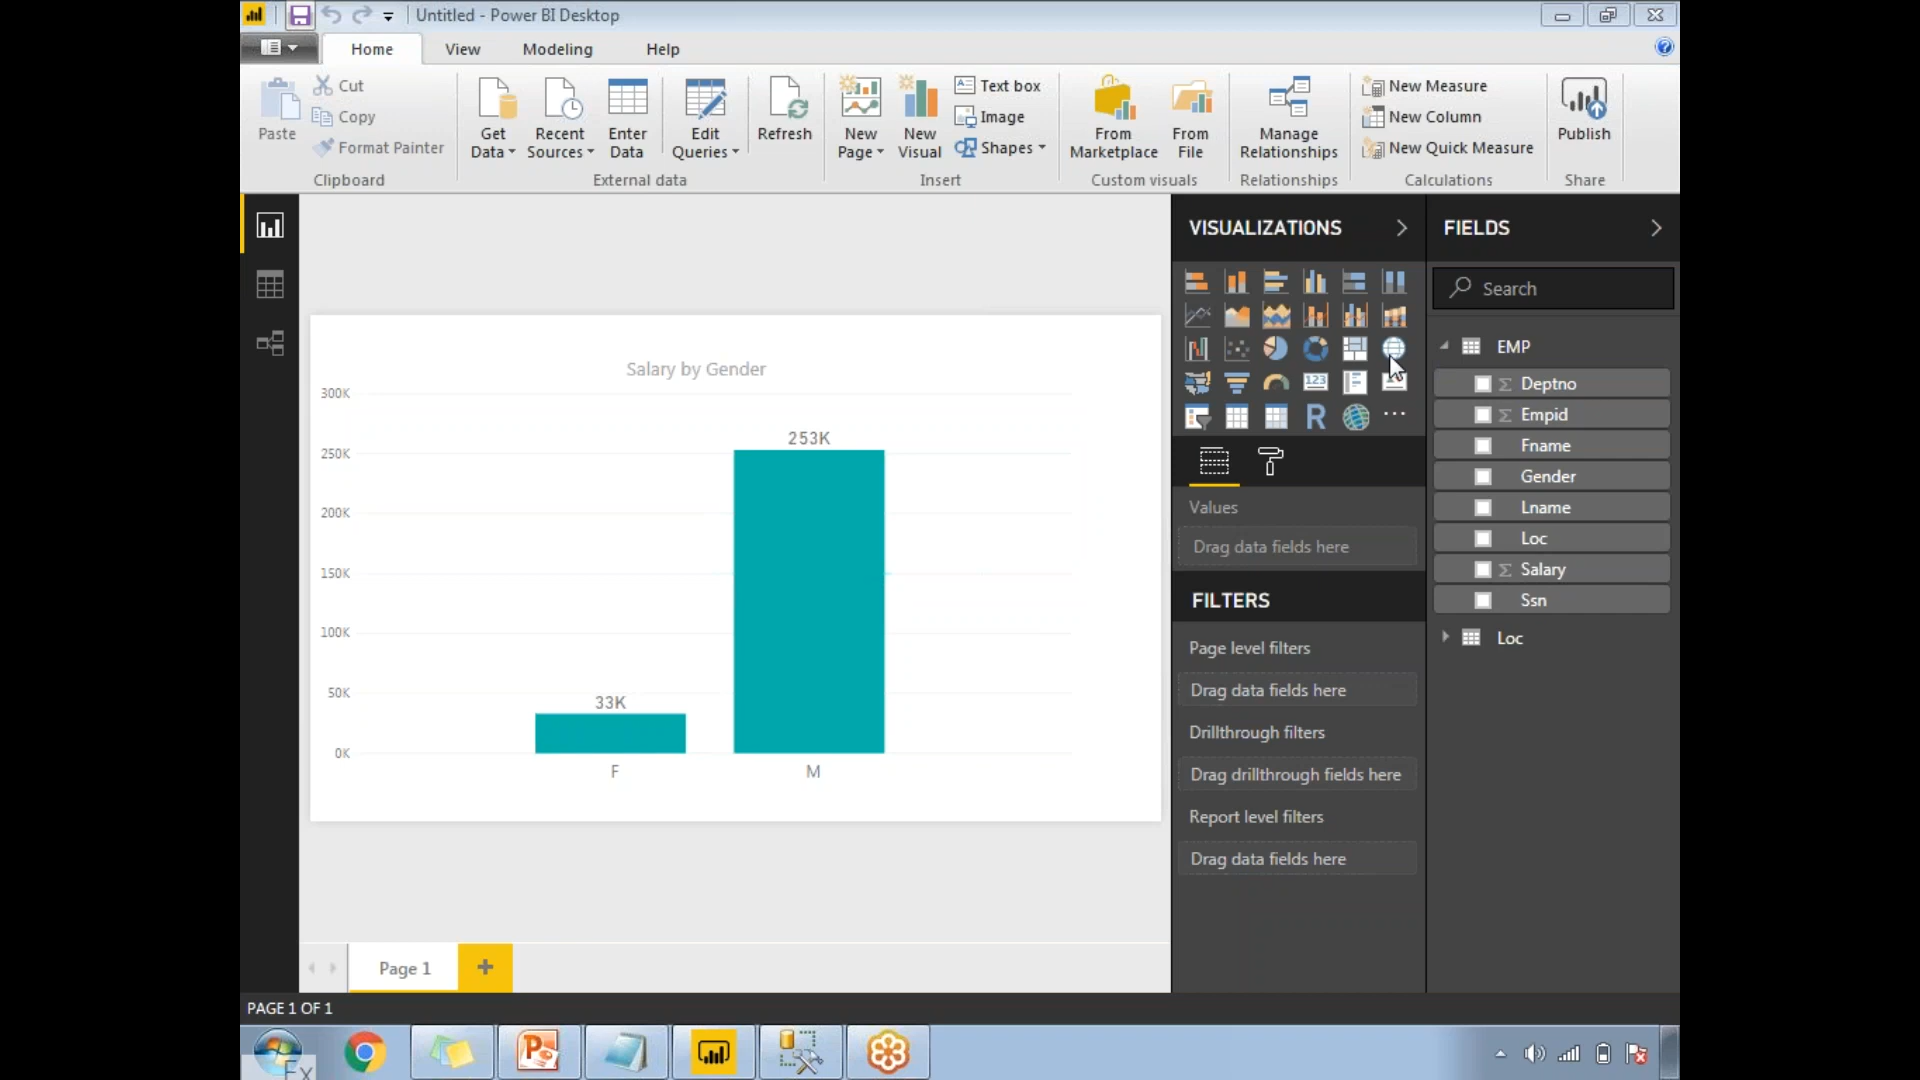 Untitled - Power BI Desktop
Home View Modeling Help
Paste
Cut
Copy
Format Painter
Clipboard
Get Data
Recent Sources
Enter Data
Edit Queries
Refresh
External data
New Page
New Visual
Text box
Image
Shapes
Insert
From Marketplace
From File
Custom visuals
Manage Relationships
Relationships
New Measure
New Column
New Quick Measure
Calculations
Publish
Share
Salary by Gender
300K
250K
200K
150K
100K
50K
0K
253K
33K
F M
VISUALIZATIONS
123
R
Values
Drag data fields here
FILTERS
Page level filters
Drag data fields here
Drillthrough filters
Drag drillthrough fields here
Report level filters
Drag data fields here
FIELDS
Search
EMP
Σ Deptno
Σ Empid
Fname
Gender
Lname
Loc
Σ Salary
Ssn
Loc
Page 1
PAGE 1 OF 1